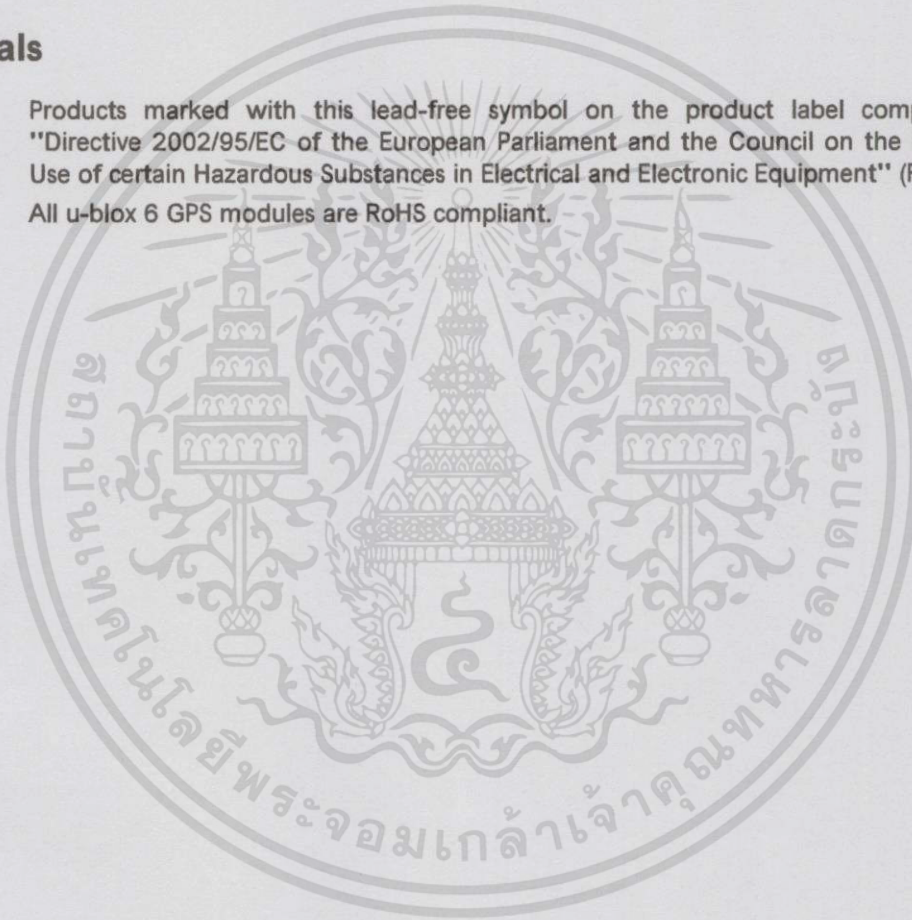 als
Products marked with this lead-free symbol on the product label comp
"Directive 2002/95/EC of the European Parliament and the Council on the
Use of certain Hazardous Substances in Electrical and Electronic Equipment" (
All u-blox 6 GPS modules are RoHS compliant.
๔
สถาบันเทคโนโลยีพระจอมเกล้าเจ้าคุณทหารลาดกระบัง